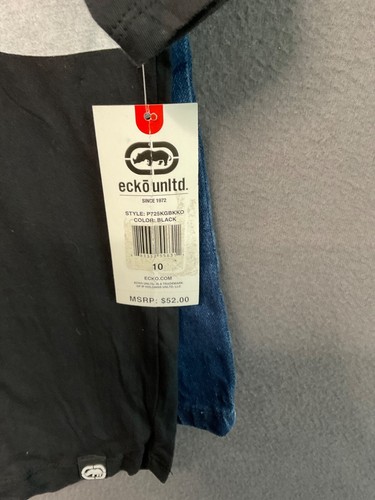 eckō unltd.
SINCE 1972
STYLE: P725KGBKKO
COLOR: BLACK
10
ECKO.COM
MSRP: $52.00